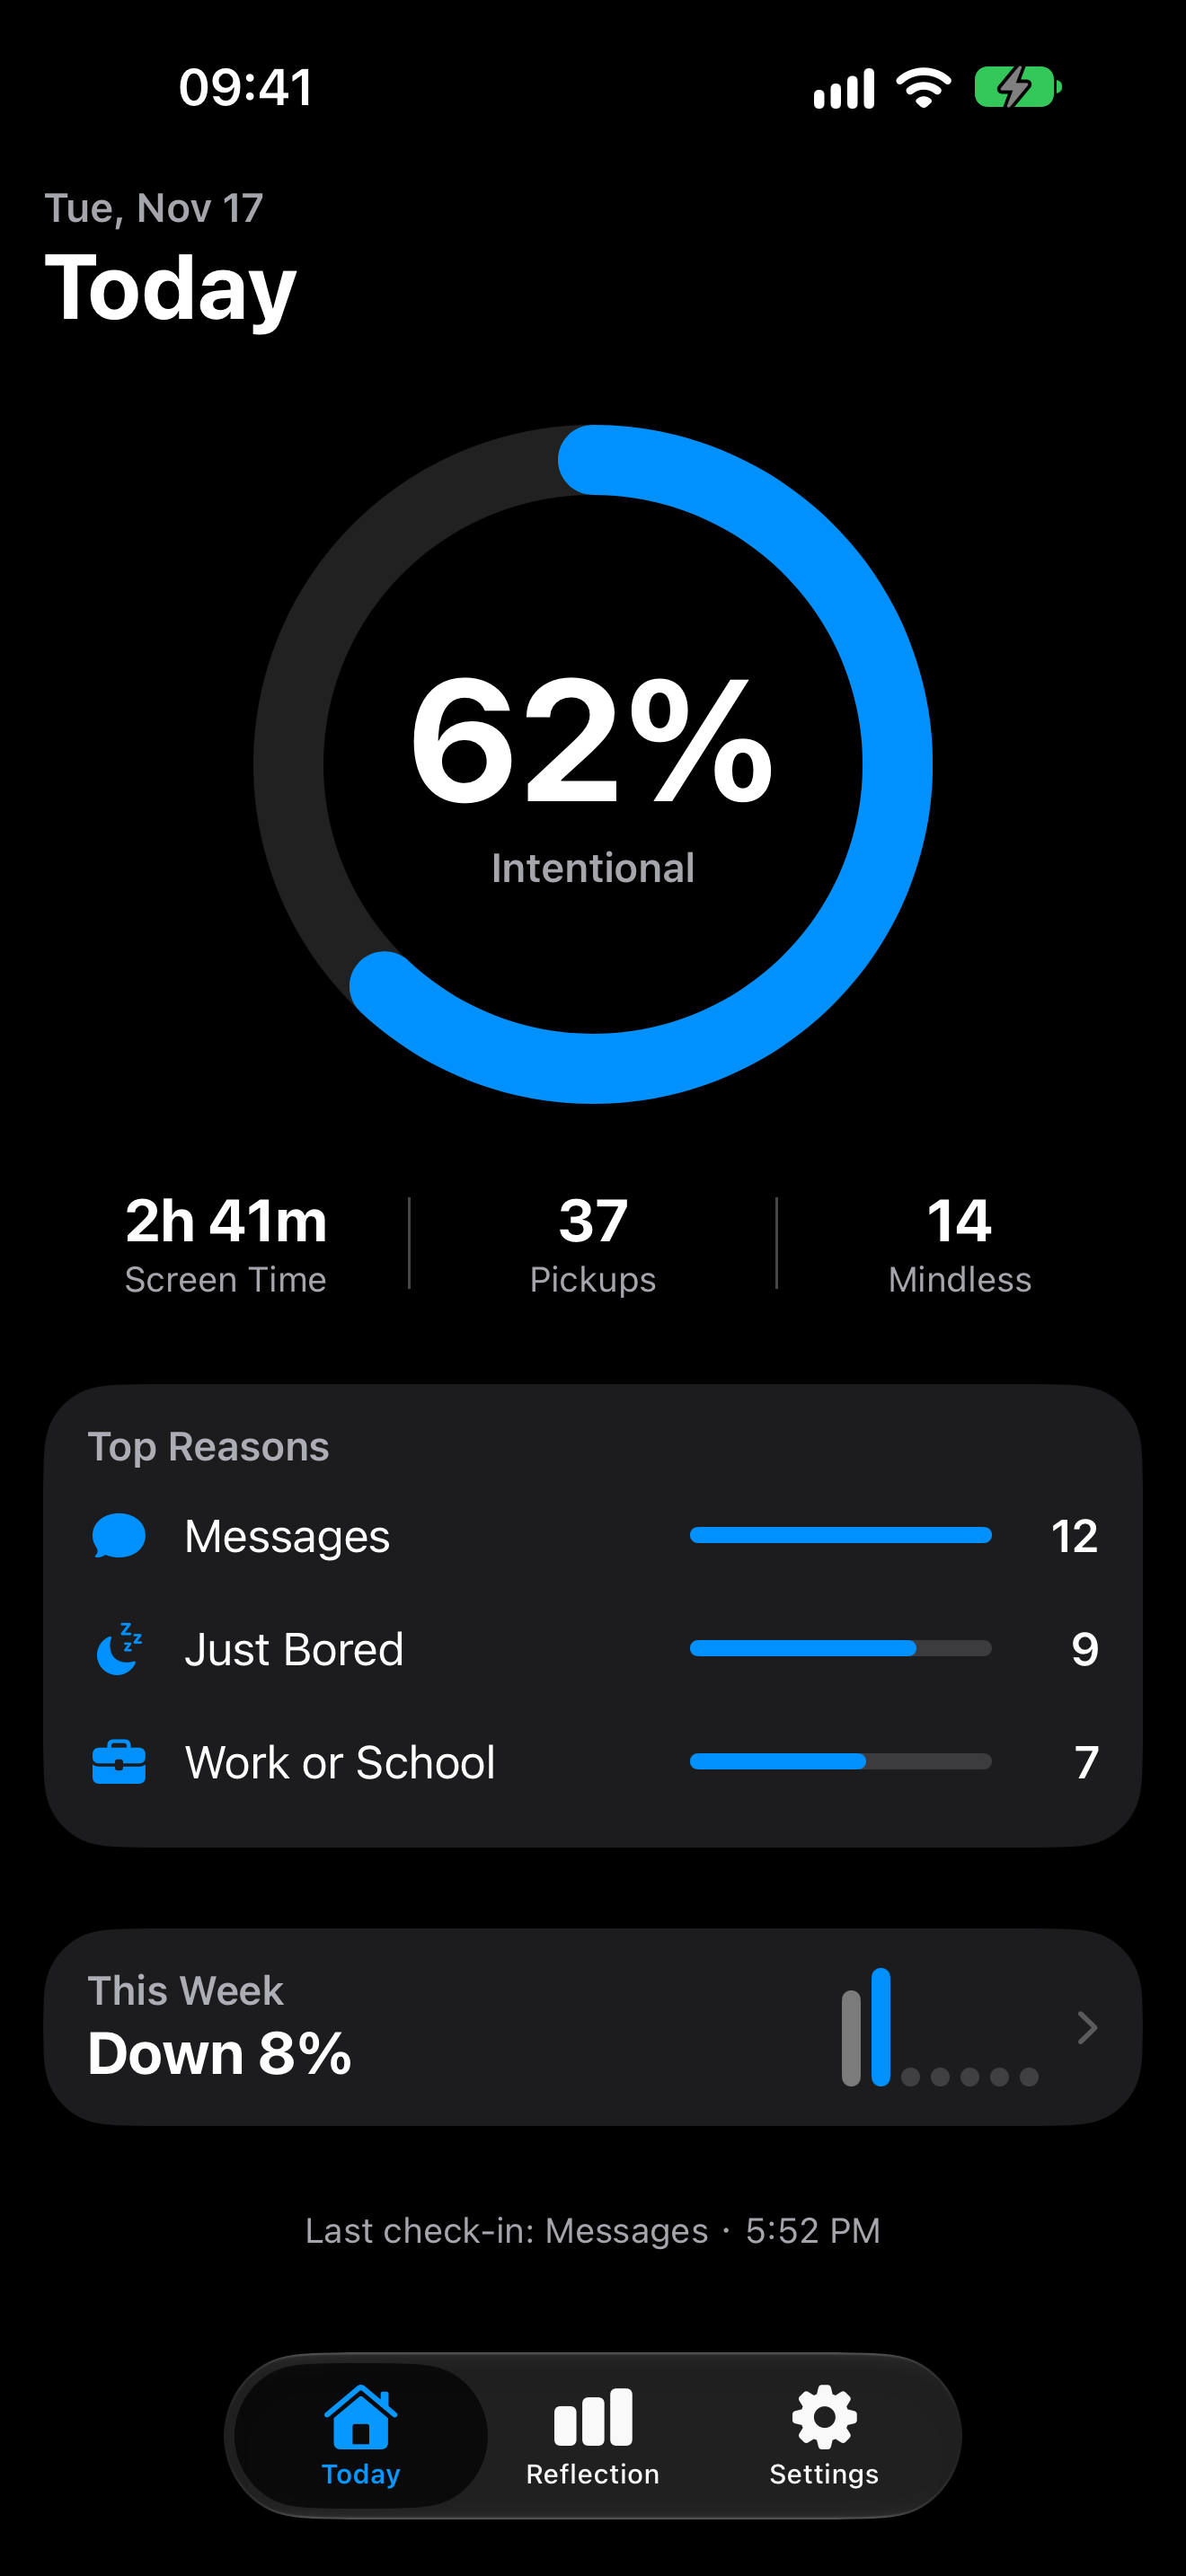 09:41
Tue, Nov 17
Today
62%
Intentional
2h 41m
Screen Time
37
Pickups
14
Mindless
Top Reasons
Messages 12
Just Bored 9
Work or School 7
This Week
Down 8%
Last check-in: Messages · 5:52 PM
Today
Reflection
Settings